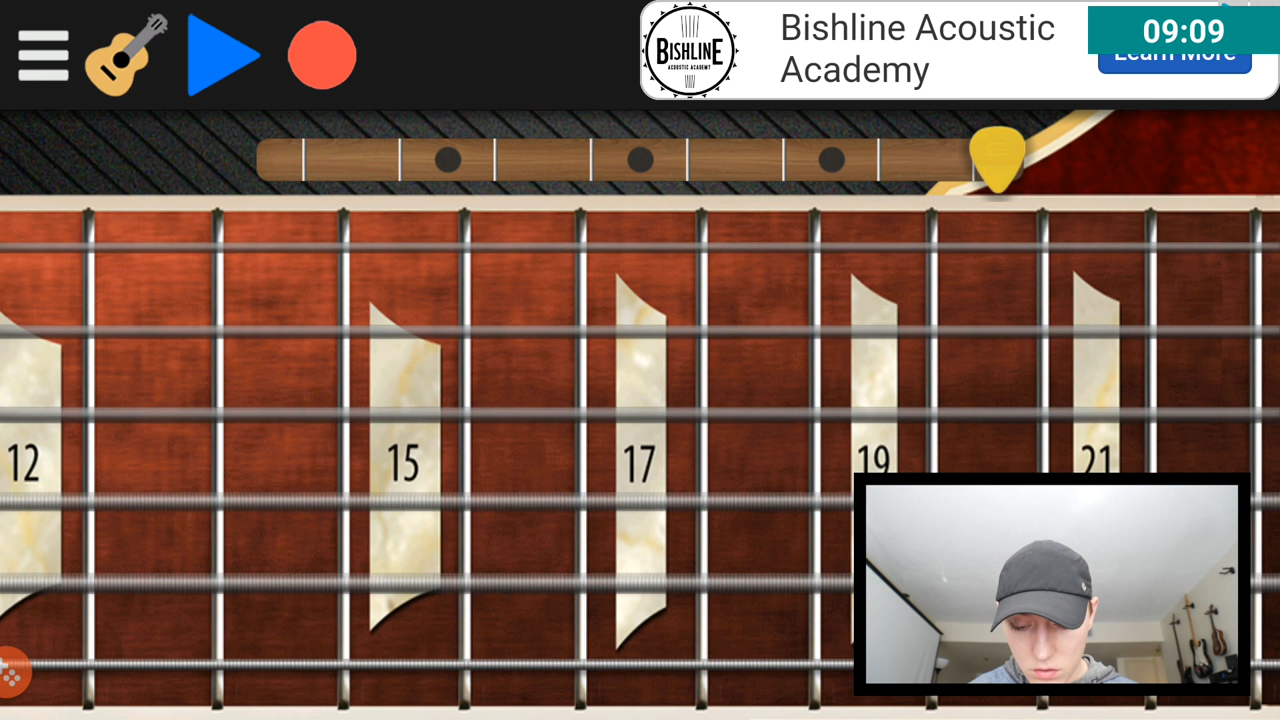 Bishline Acoustic
Academy
BISHLINE
ACOUSTIC ACADEMY
09:09
Learn More
12
15
17
19
21